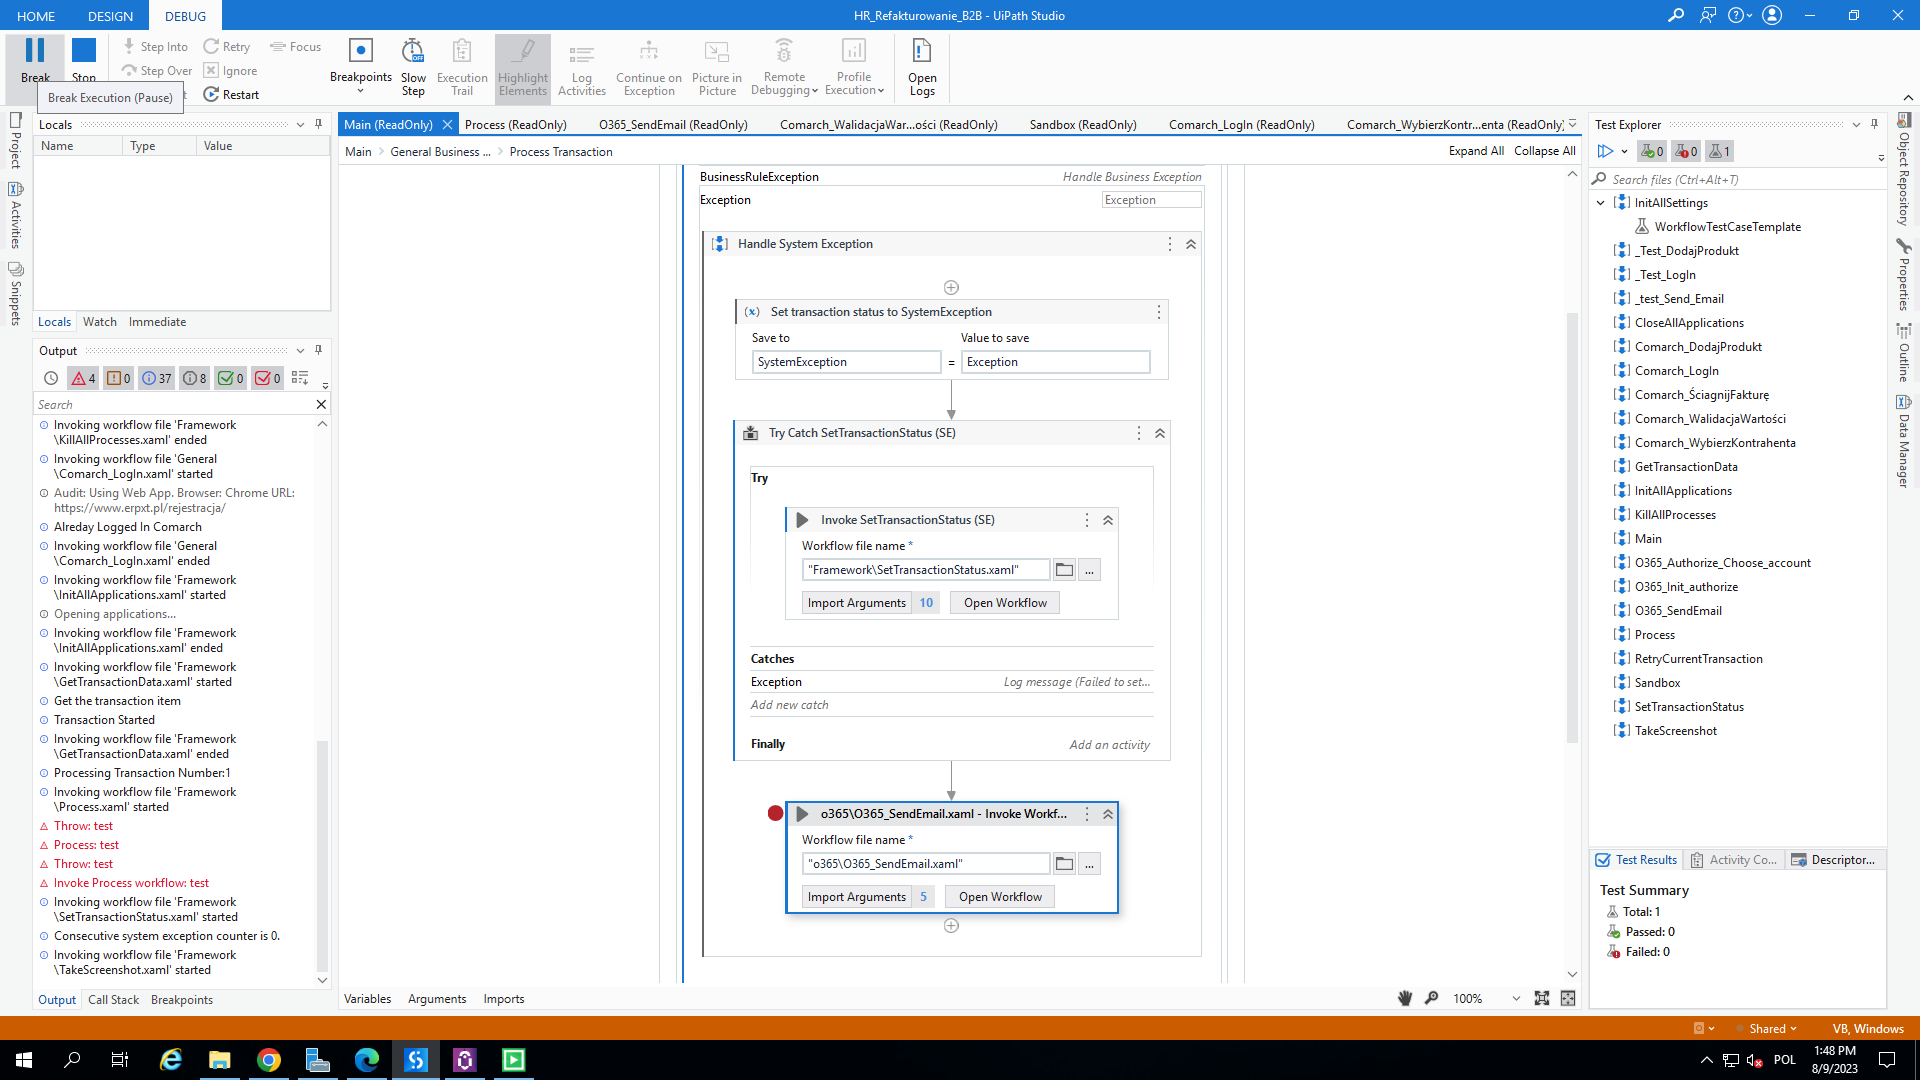 HOME
DESIGN
DEBUG
HR_Refakturowanie_B2B - UiPath Studio
Break
Stop
Step Into
Step Over
Retry
Ignore
Restart
Focus
Breakpoints
Slow
Step
Execution
Trail
Highlight
Elements
Log
Activities
Continue on
Exception
Picture in
Picture
Remote
Debugging
Profile
Execution
Open
Logs
Break Execution (Pause)
Project
Activities
Snippets
Locals
Name
Type
Value
Locals
Watch
Immediate
Output
4
0
37
8
0
0
Search
Invoking workflow file 'Framework
\KillAllProcesses.xaml' ended
Invoking workflow file 'General
\Comarch_LogIn.xaml' started
Audit: Using Web App. Browser: Chrome URL:
https://www.erpxt.pl/rejestracja/
Alreday Logged In Comarch
Invoking workflow file 'General
\Comarch_LogIn.xaml' ended
Invoking workflow file 'Framework
\InitAllApplications.xaml' started
Opening applications...
Invoking workflow file 'Framework
\InitAllApplications.xaml' ended
Invoking workflow file 'Framework
\GetTransactionData.xaml' started
Get the transaction item
Transaction Started
Invoking workflow file 'Framework
\GetTransactionData.xaml' ended
Processing Transaction Number:1
Invoking workflow file 'Framework
\Process.xaml' started
Throw: test
Process: test
Throw: test
Invoke Process workflow: test
Invoking workflow file 'Framework
\SetTransactionStatus.xaml' started
Consecutive system exception counter is 0.
Invoking workflow file 'Framework
\TakeScreenshot.xaml' started
Output
Call Stack
Breakpoints
Main (ReadOnly)
Process (ReadOnly)
O365_SendEmail (ReadOnly)
Comarch_WalidacjaWar...ości (ReadOnly)
Sandbox (ReadOnly)
Comarch_LogIn (ReadOnly)
Comarch_WybierzKontr...enta (ReadOnly)
Main
General Business ...
Process Transaction
Expand All
Collapse All
BusinessRuleException
Handle Business Exception
Exception
Exception
Handle System Exception
(x) Set transaction status to SystemException
Save to
Value to save
SystemException
=
Exception
Try Catch SetTransactionStatus (SE)
Try
Invoke SetTransactionStatus (SE)
Workflow file name *
"Framework\SetTransactionStatus.xaml"
...
Import Arguments
10
Open Workflow
Catches
Exception
Log message (Failed to set...
Add new catch
Finally
Add an activity
o365\O365_SendEmail.xaml - Invoke Workf...
Workflow file name *
"o365\O365_SendEmail.xaml"
...
Import Arguments
5
Open Workflow
Variables
Arguments
Imports
100%
Test Explorer
0
0
1
Search files (Ctrl+Alt+T)
InitAllSettings
WorkflowTestCaseTemplate
_Test_DodajProdukt
_Test_LogIn
_test_Send_Email
CloseAllApplications
Comarch_DodajProdukt
Comarch_LogIn
Comarch_ŚciagnijFakturę
Comarch_WalidacjaWartości
Comarch_WybierzKontrahenta
GetTransactionData
InitAllApplications
KillAllProcesses
Main
O365_Authorize_Choose_account
O365_Init_authorize
O365_SendEmail
Process
RetryCurrentTransaction
Sandbox
SetTransactionStatus
TakeScreenshot
Test Results
Activity Co...
Descriptor...
Test Summary
Total: 1
Passed: 0
Failed: 0
Object Repository
Properties
Outline
Data Manager
Shared
VB, Windows
POL
1:48 PM
8/9/2023